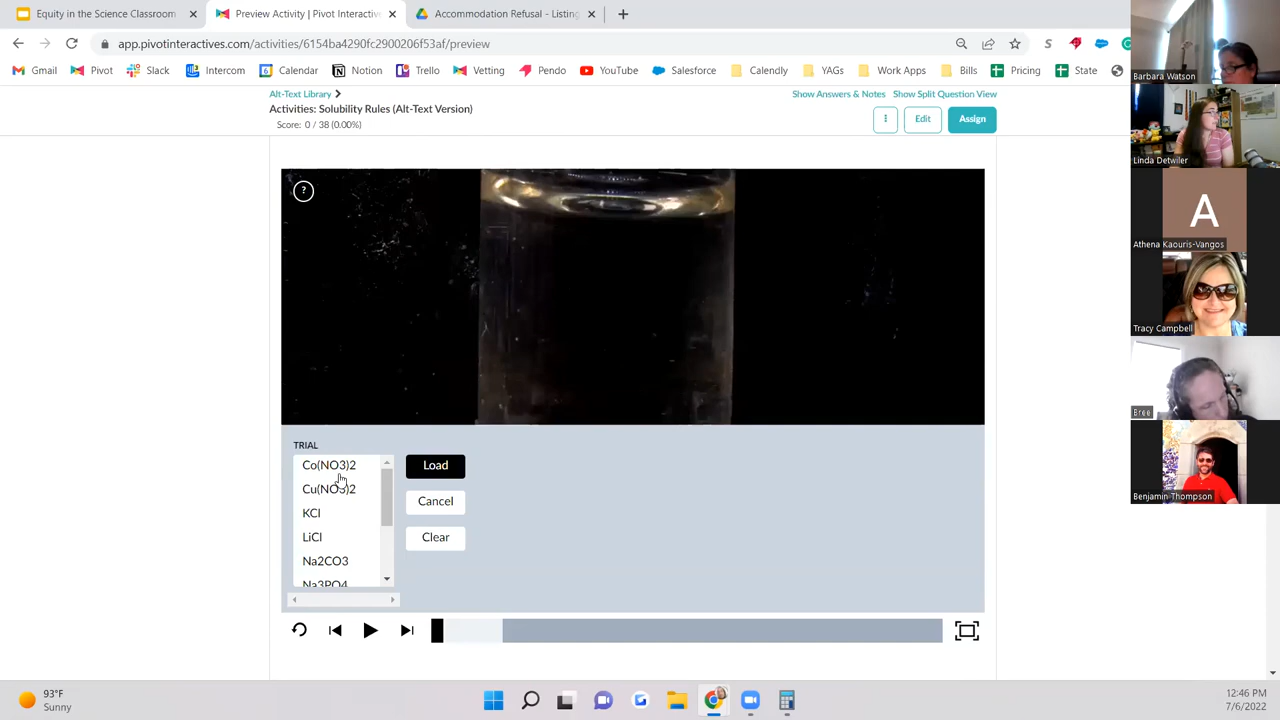 Equity in the Science Classroom
Preview Activity | Pivot Interactiv
Accommodation Refusal - Listing
app.pivotinteractives.com/activities/6154ba4290fc2900206ff3af/preview
Gmail
Pivot
Slack
Intercom
Calendar
Notion
Trello
Vetting
Pendo
YouTube
Salesforce
Calendly
YAGs
Work Apps
Bills
Pricing
State
Alt-Text Library
Show Answers & Notes
Show Split Question View
Activities: Solubility Rules (Alt-Text Version)
Score: 0 / 38 (0.00%)
Edit
Assign
?
TRIAL
Co(NO3)2
Cu(NO3)2
KCl
LiCl
Na2CO3
Na3PO4
Load
Cancel
Clear
Barbara Watson
Linda Detwiler
A
Athena Kaouris-Vangos
Tracy Campbell
Bree
Benjamin Thompson
93°F
Sunny
12:46 PM
7/6/2022